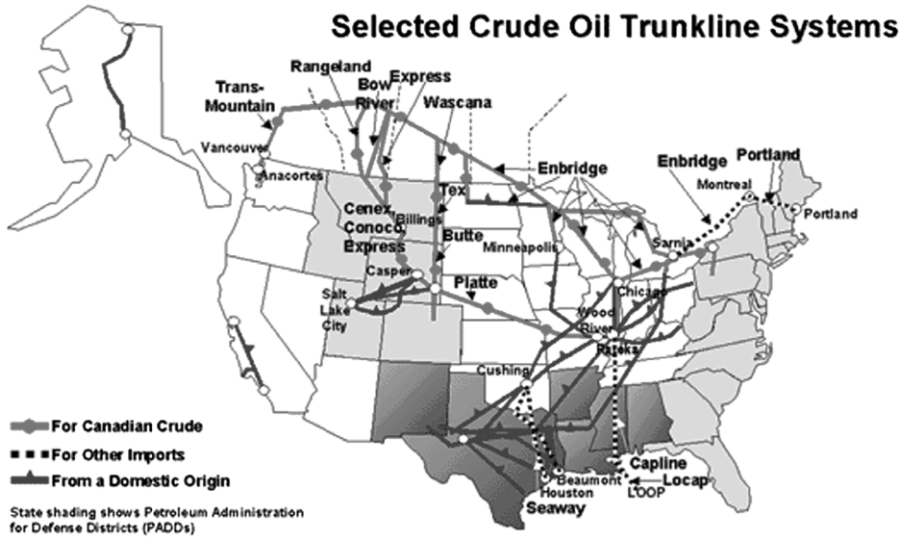 Selected Crude Oil Trunkline Systems
Rangeland
Trans-
Mountain
Bow
River
Express
Wascana
Vancouver
Anacortes
Enbridge
Enbridge
Portland
Montreal
Portland
Tex
Cenex,
Conoco,
Express
Billings
Butte
Minneapolis
Sarnia
Casper
Platte
Chicago
Salt
Lake
City
Wood
River
Patoka
Cushing
For Canadian Crude
For Other Imports
From a Domestic Origin
Capline
Locap
LOOP
Beaumont
Houston
Seaway
State shading shows Petroleum Administration
for Defense Districts (PADDs)